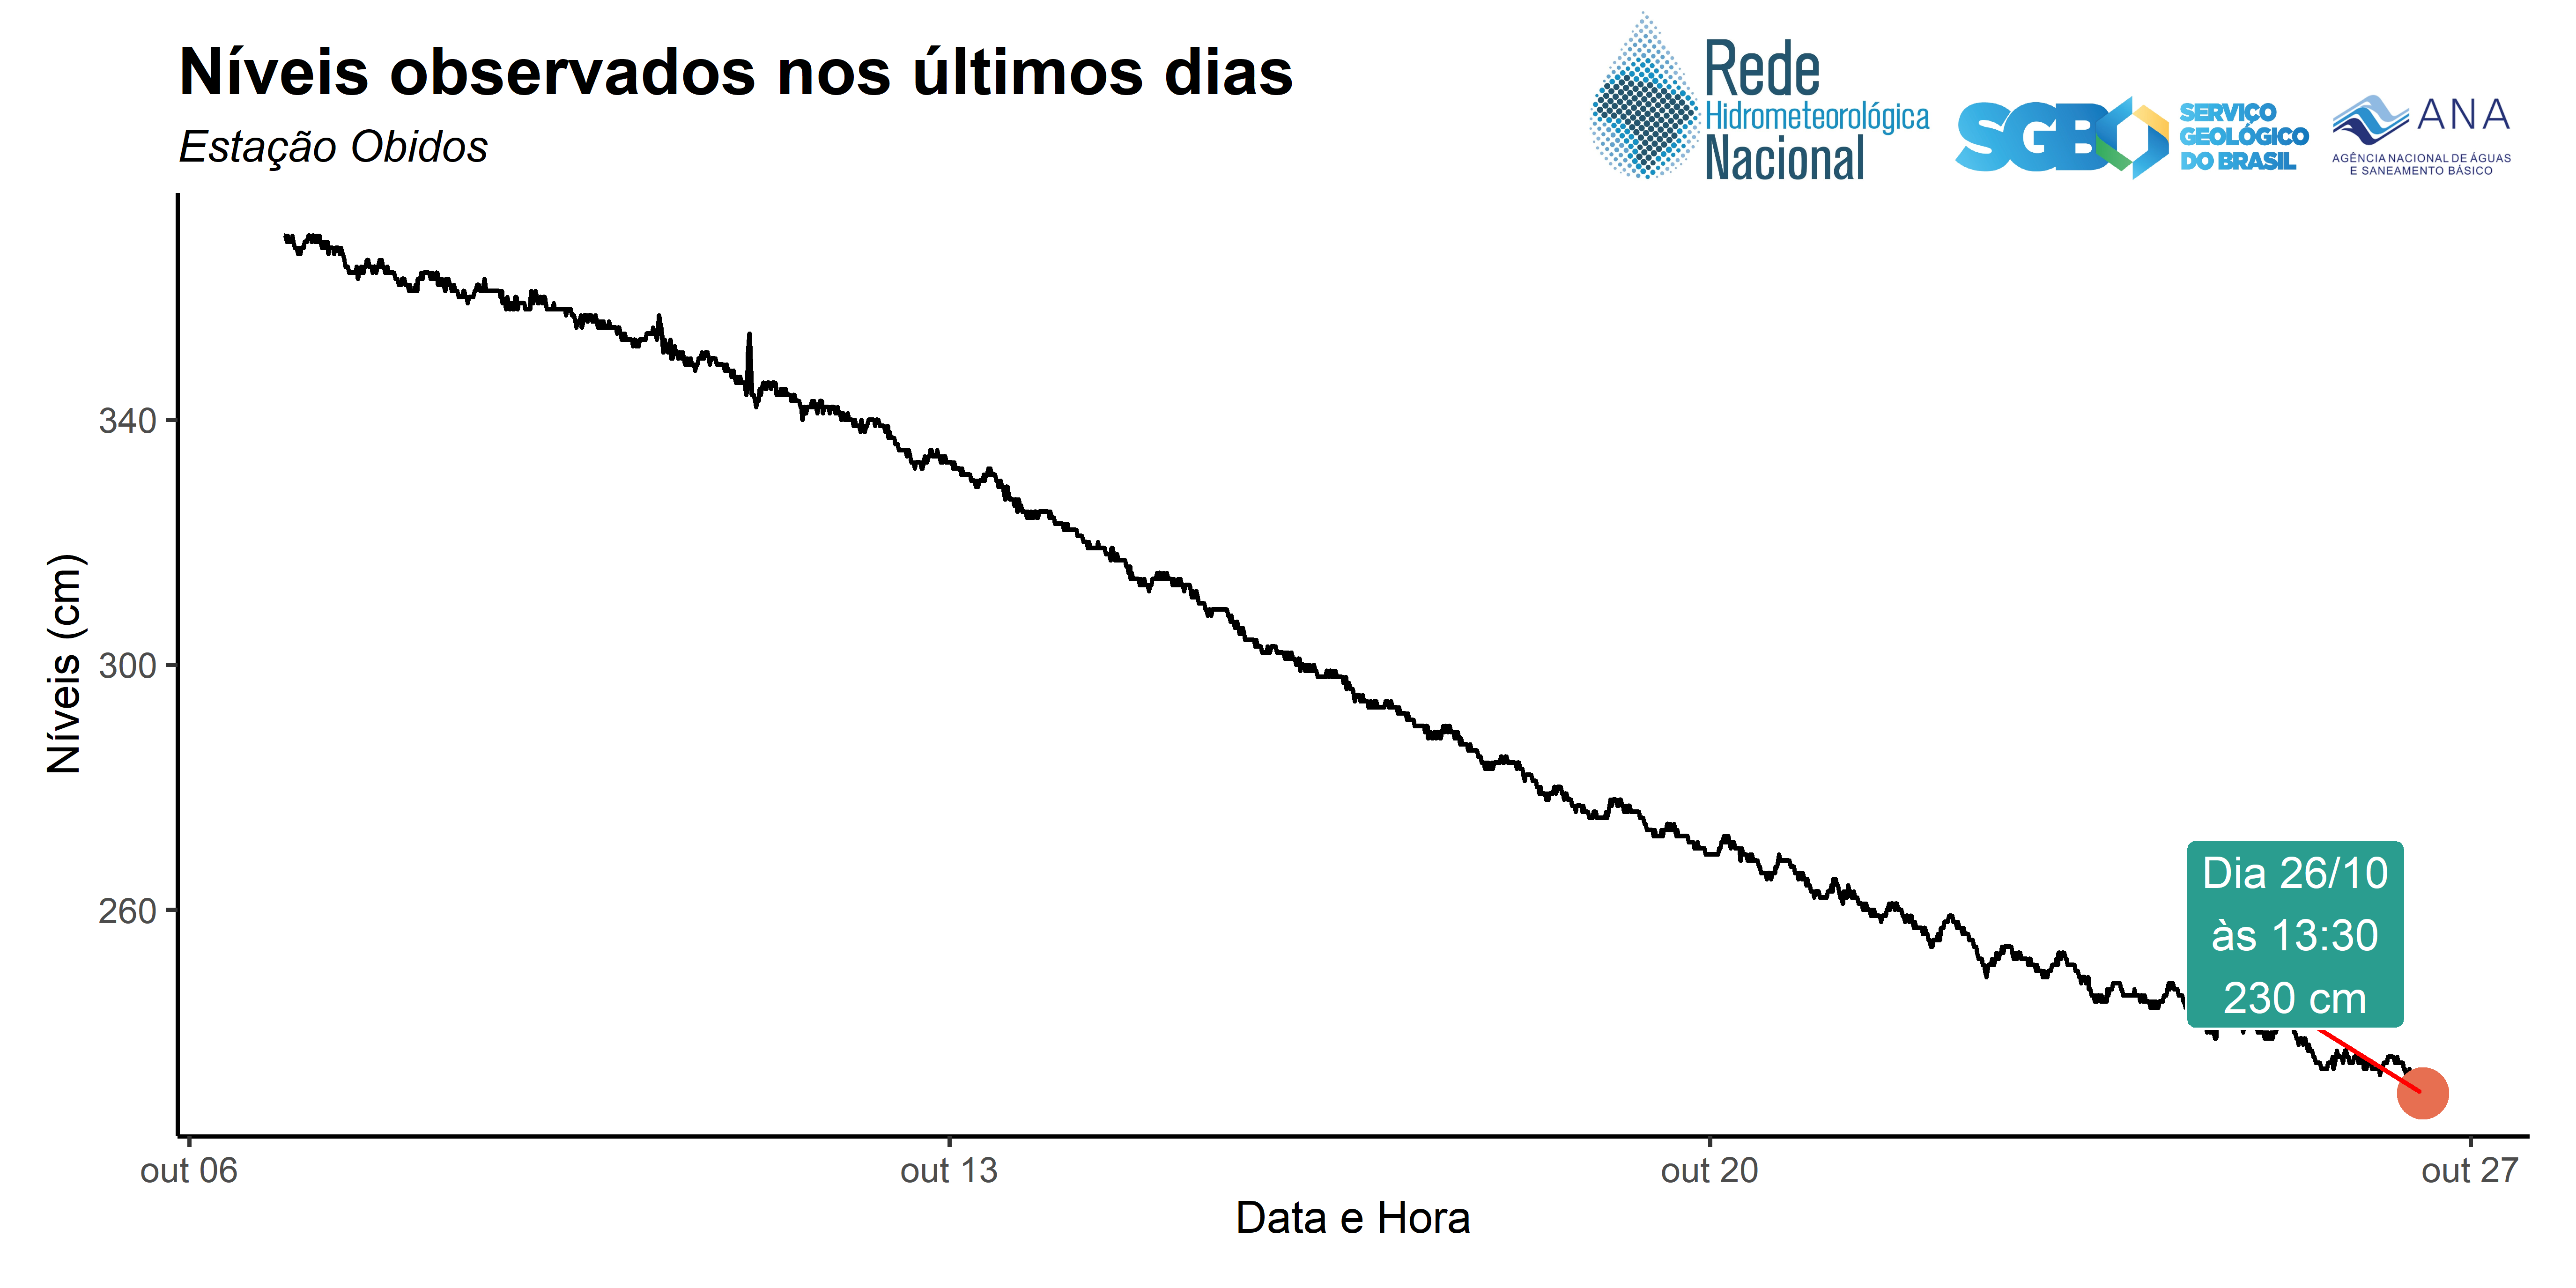 Níveis observados nos últimos dias
Estação Obidos
Rede
Hidrometeorológica
Nacional
SGB
SERVIÇO
GEOLÓGICO
DO BRASIL
ANA
AGÊNCIA NACIONAL DE ÁGUAS
E SANEAMENTO BÁSICO
Níveis (cm)
340
300
260
Dia 26/10
às 13:30
230 cm
out 06
out 13
out 20
out 27
Data e Hora